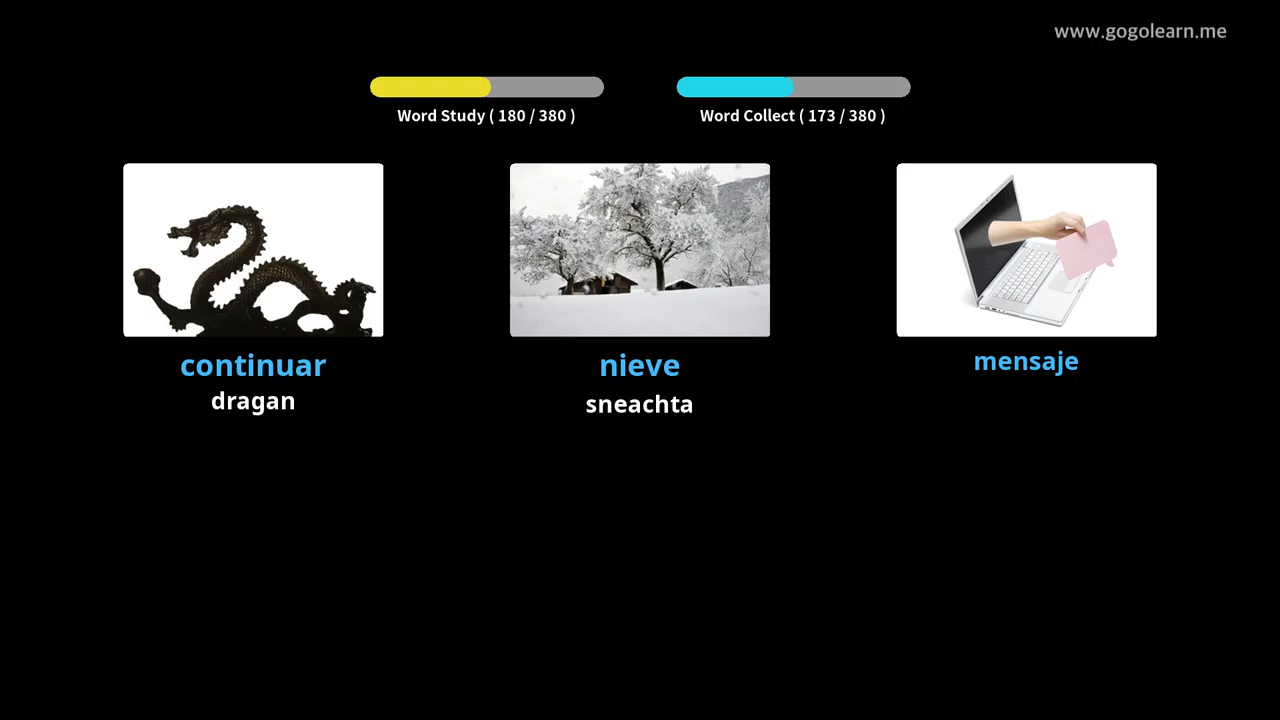 www.gogolearn.me
Word Study ( 180 / 380 )
Word Collect ( 173 / 380 )
continuar
dragan
nieve
sneachta
mensaje